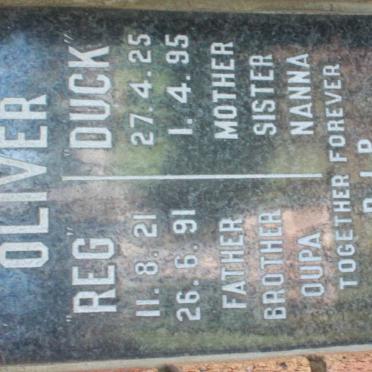 OLIVER
"REG" "DUCK"
11.8.21 27.4.25
26.6.91 1.4.95
FATHER MOTHER
BROTHER SISTER
OUPA NANNA
TOGETHER FOREVER
R.I.P.